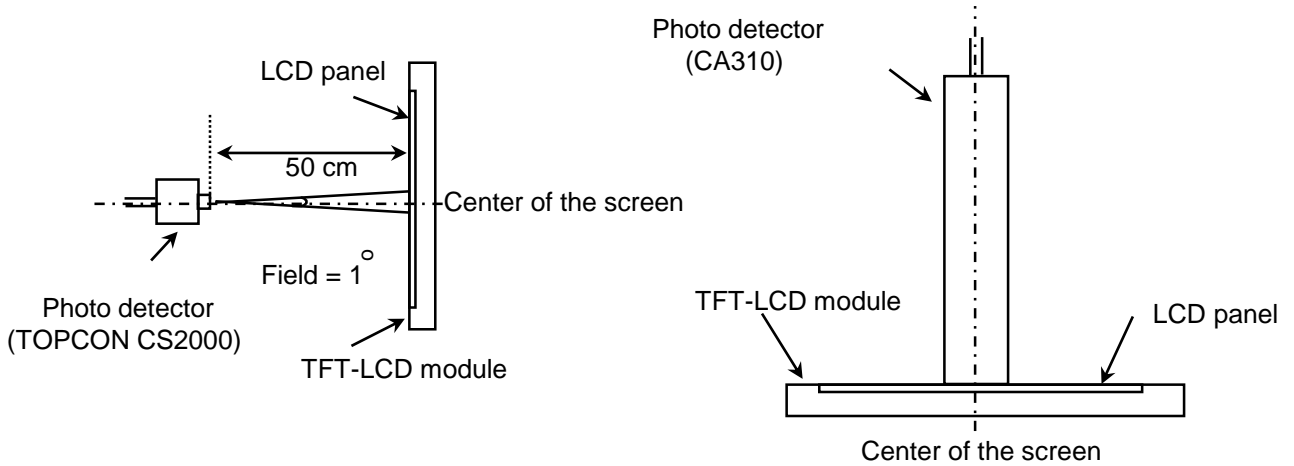 LCD panel
50 cm
Center of the screen
Field = 1°
Photo detector
(TOPCON CS2000)
TFT-LCD module
Photo detector
(CA310)
TFT-LCD module
LCD panel
Center of the screen